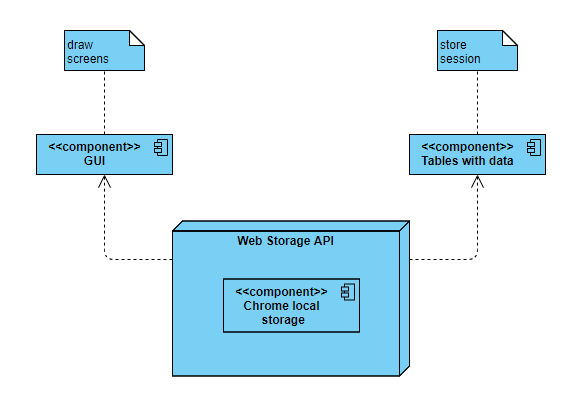 draw
screens
store
session
<<component>>
GUI
<<component>>
Tables with data
Web Storage API
<<component>>
Chrome local
storage